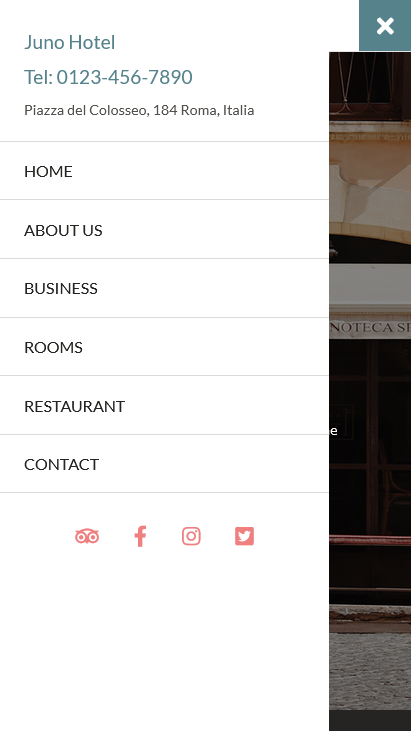 Juno Hotel
Tel: 0123-456-7890
Piazza del Colosseo, 184 Roma, Italia
HOME
ABOUT US
BUSINESS
ROOMS
NOTECA
RESTAURANT
e
CONTACT